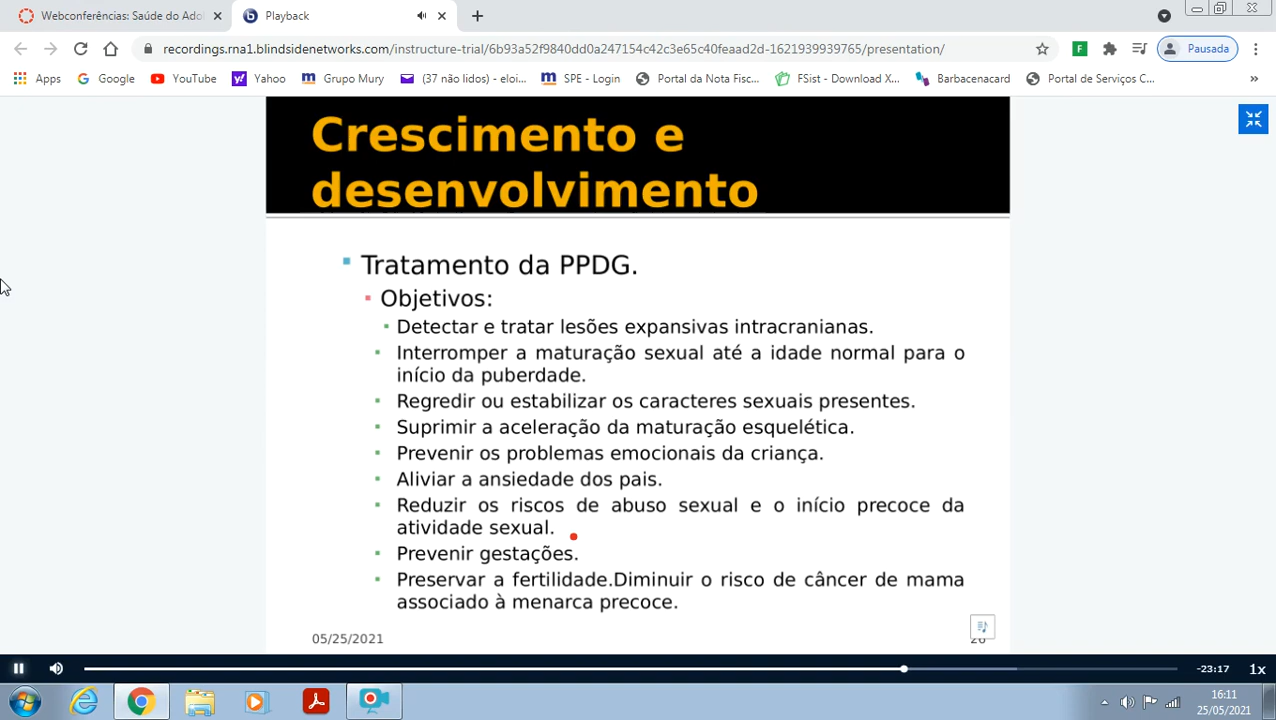 Webconferências: Saúde do Ado
Playback
recordings.rna1.blindsidenetworks.com/instructure-trial/6b93a52f9840dd0a247154c42c3e65c40feaad2d-1621939939765/presentation/
Pausada
Apps
Google
YouTube
Yahoo
Grupo Mury
(37 não lidos) - eloi...
SPE - Login
Portal da Nota Fisc...
FSist - Download X...
Barbacenacard
Portal de Serviços C...
»
Crescimento e
desenvolvimento
Tratamento da PPDG.
Objetivos:
Detectar e tratar lesões expansivas intracranianas.
Interromper a maturação sexual até a idade normal para o
início da puberdade.
Regredir ou estabilizar os caracteres sexuais presentes.
Suprimir a aceleração da maturação esquelética.
Prevenir os problemas emocionais da criança.
Aliviar a ansiedade dos pais.
Reduzir os riscos de abuso sexual e o início precoce da
atividade sexual.
Prevenir gestações.
Preservar a fertilidade.Diminuir o risco de câncer de mama
associado à menarca precoce.
05/25/2021
-23:17
1x
16:11
25/05/2021